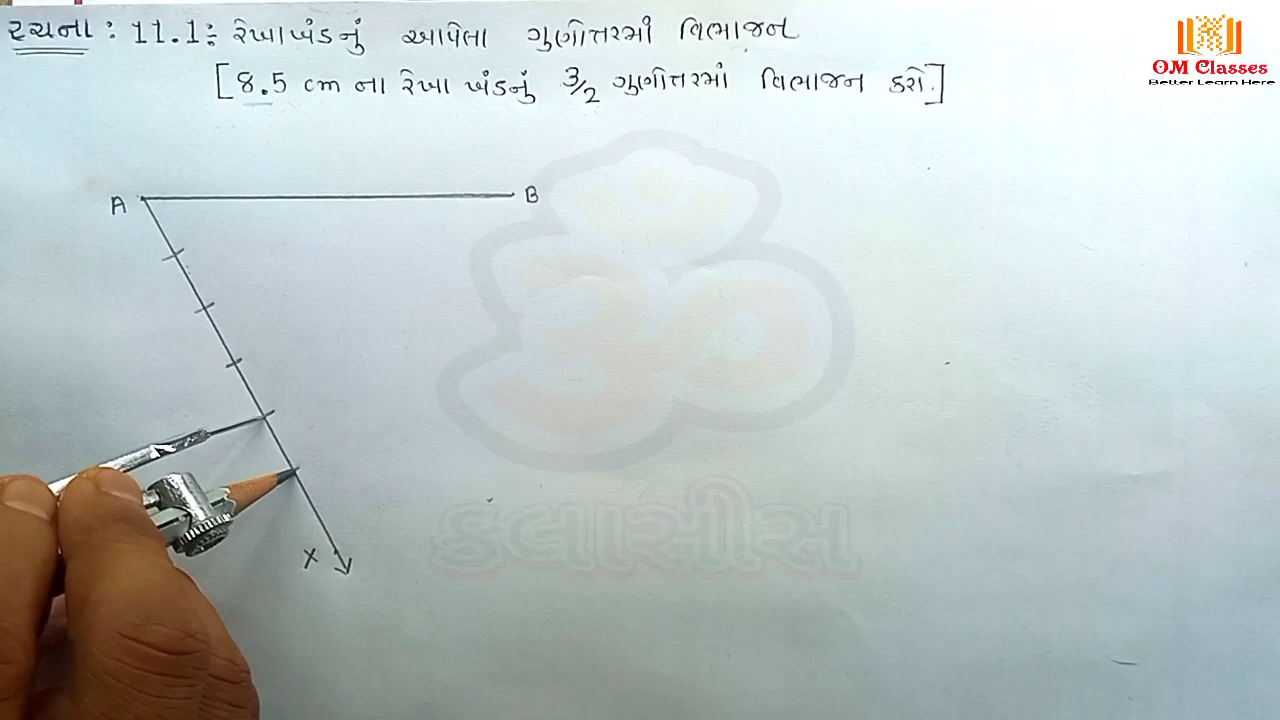 રચના : 11.1 :- રેખાખંડનું આપેલા ગુણોત્તરમાં વિભાજન
[8.5 cm ના રેખા ખંડનું 3/2 ગુણોત્તરમાં વિભાજન કરો.]
OM Classes
Better Learn Here
A
B
X
ક્લાસીસ